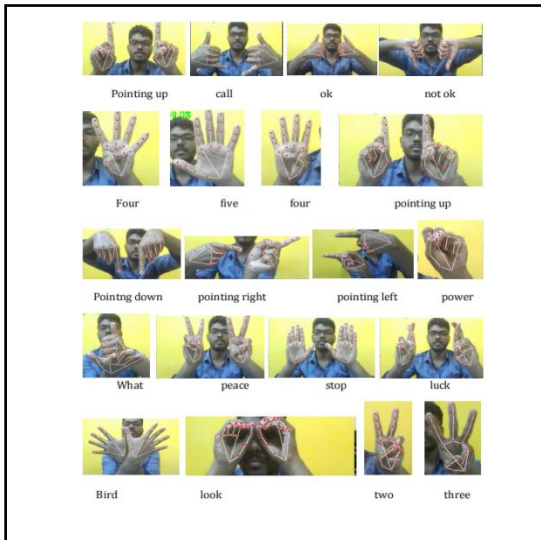 Pointing up call ok not ok
Four five four pointing up
Pointng down pointing right pointing left power
What peace stop luck
Bird look two three